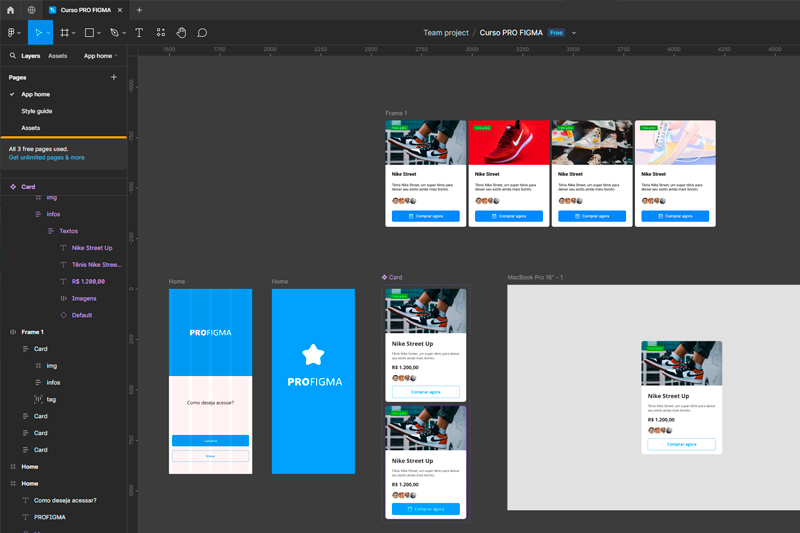 Curso PRO FIGMA
Team project / Curso PRO FIGMA Free
Layers Assets App home
1500 1750 2000 2250 2500 2750 3000 3250 3500 3750 4000 4250 4500
Pages
App home
Style guide
Assets
All 3 free pages used.
Get unlimited pages & more
Card
img
infos
Textos
Nike Street Up
Tênis Nike Stree...
R$ 1.200,00
Imagens
Default
Frame 1
Card
img
infos
tag
Card
Card
Card
Home
Home
Como deseja acessar?
PROFIGMA
Frame 1
Nike Street
Tênis Nike Street, um super tênis para
deixar seu estilo ainda mais bonito.
Comprar agora
Nike Street
Tênis Nike Street, um super tênis para
deixar seu estilo ainda mais bonito.
Comprar agora
Nike Street
Tênis Nike Street, um super tênis para
deixar seu estilo ainda mais bonito.
Comprar agora
Nike Street
Tênis Nike Street, um super tênis para
deixar seu estilo ainda mais bonito.
Comprar agora
Home
PROFIGMA
Como deseja acessar?
Home
PROFIGMA
Card
Nike Street Up
Tênis Nike Street, um super tênis para deixar
seu estilo ainda mais bonito.
R$ 1.200,00
Comprar agora
Nike Street Up
Tênis Nike Street, um super tênis para deixar
seu estilo ainda mais bonito.
R$ 1.200,00
Comprar agora
MacBook Pro 16" - 1
Nike Street Up
Tênis Nike Street, um super tênis para deixar
seu estilo ainda mais bonito.
R$ 1.200,00
Comprar agora